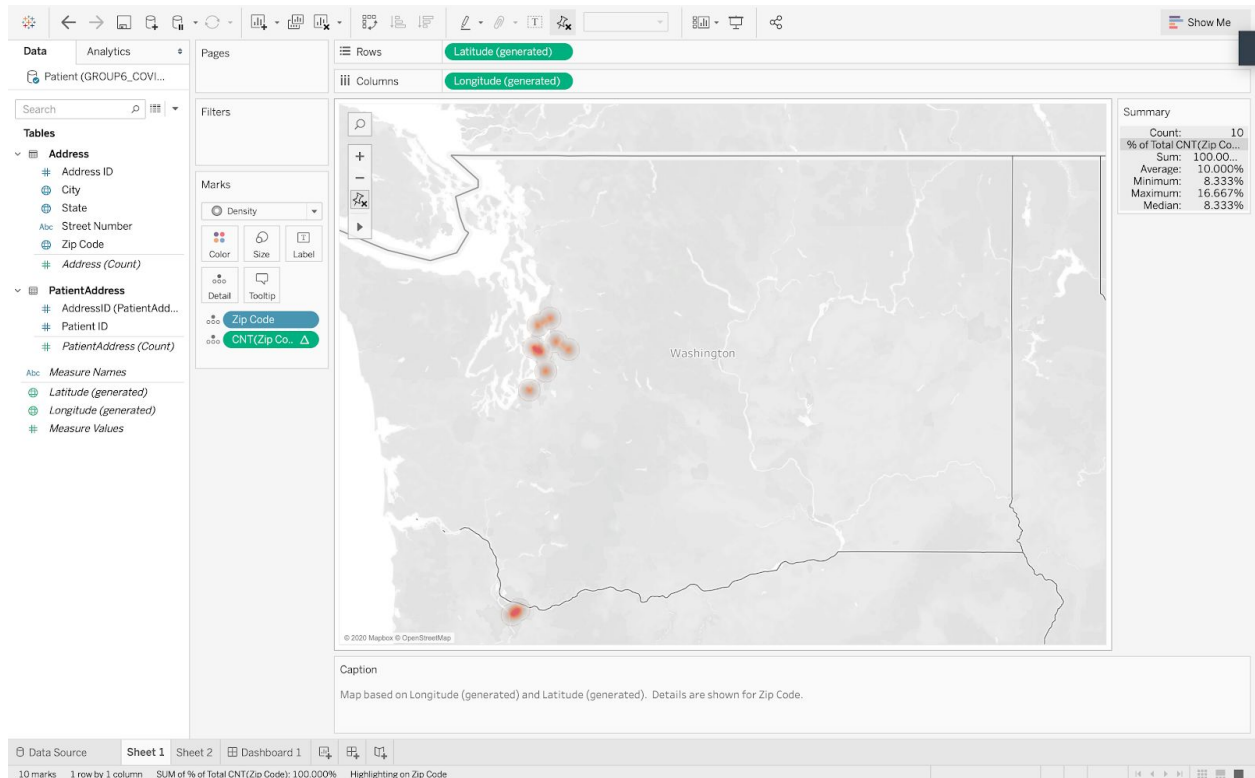 Show Me
Data Analytics
Patient (GROUP6_COVI...
Search
Tables
Address
# Address ID
City
State
Abc Street Number
Zip Code
# Address (Count)
PatientAddress
# AddressID (PatientAdd...
# Patient ID
# PatientAddress (Count)
Abc Measure Names
Latitude (generated)
Longitude (generated)
# Measure Values
Pages
Filters
Marks
Density
Color Size Label
Detail Tooltip
Zip Code
CNT(Zip Co.. Δ
Rows Latitude (generated)
Columns Longitude (generated)
Washington
© 2020 Mapbox © OpenStreetMap
Summary
Count: 10
% of Total CNT(Zip Co...
Sum: 100.00...
Average: 10.000%
Minimum: 8.333%
Maximum: 16.667%
Median: 8.333%
Caption
Map based on Longitude (generated) and Latitude (generated). Details are shown for Zip Code.
Data Source Sheet 1 Sheet 2 Dashboard 1
10 marks 1 row by 1 column SUM of % of Total CNT(Zip Code): 100.000% Highlighting on Zip Code